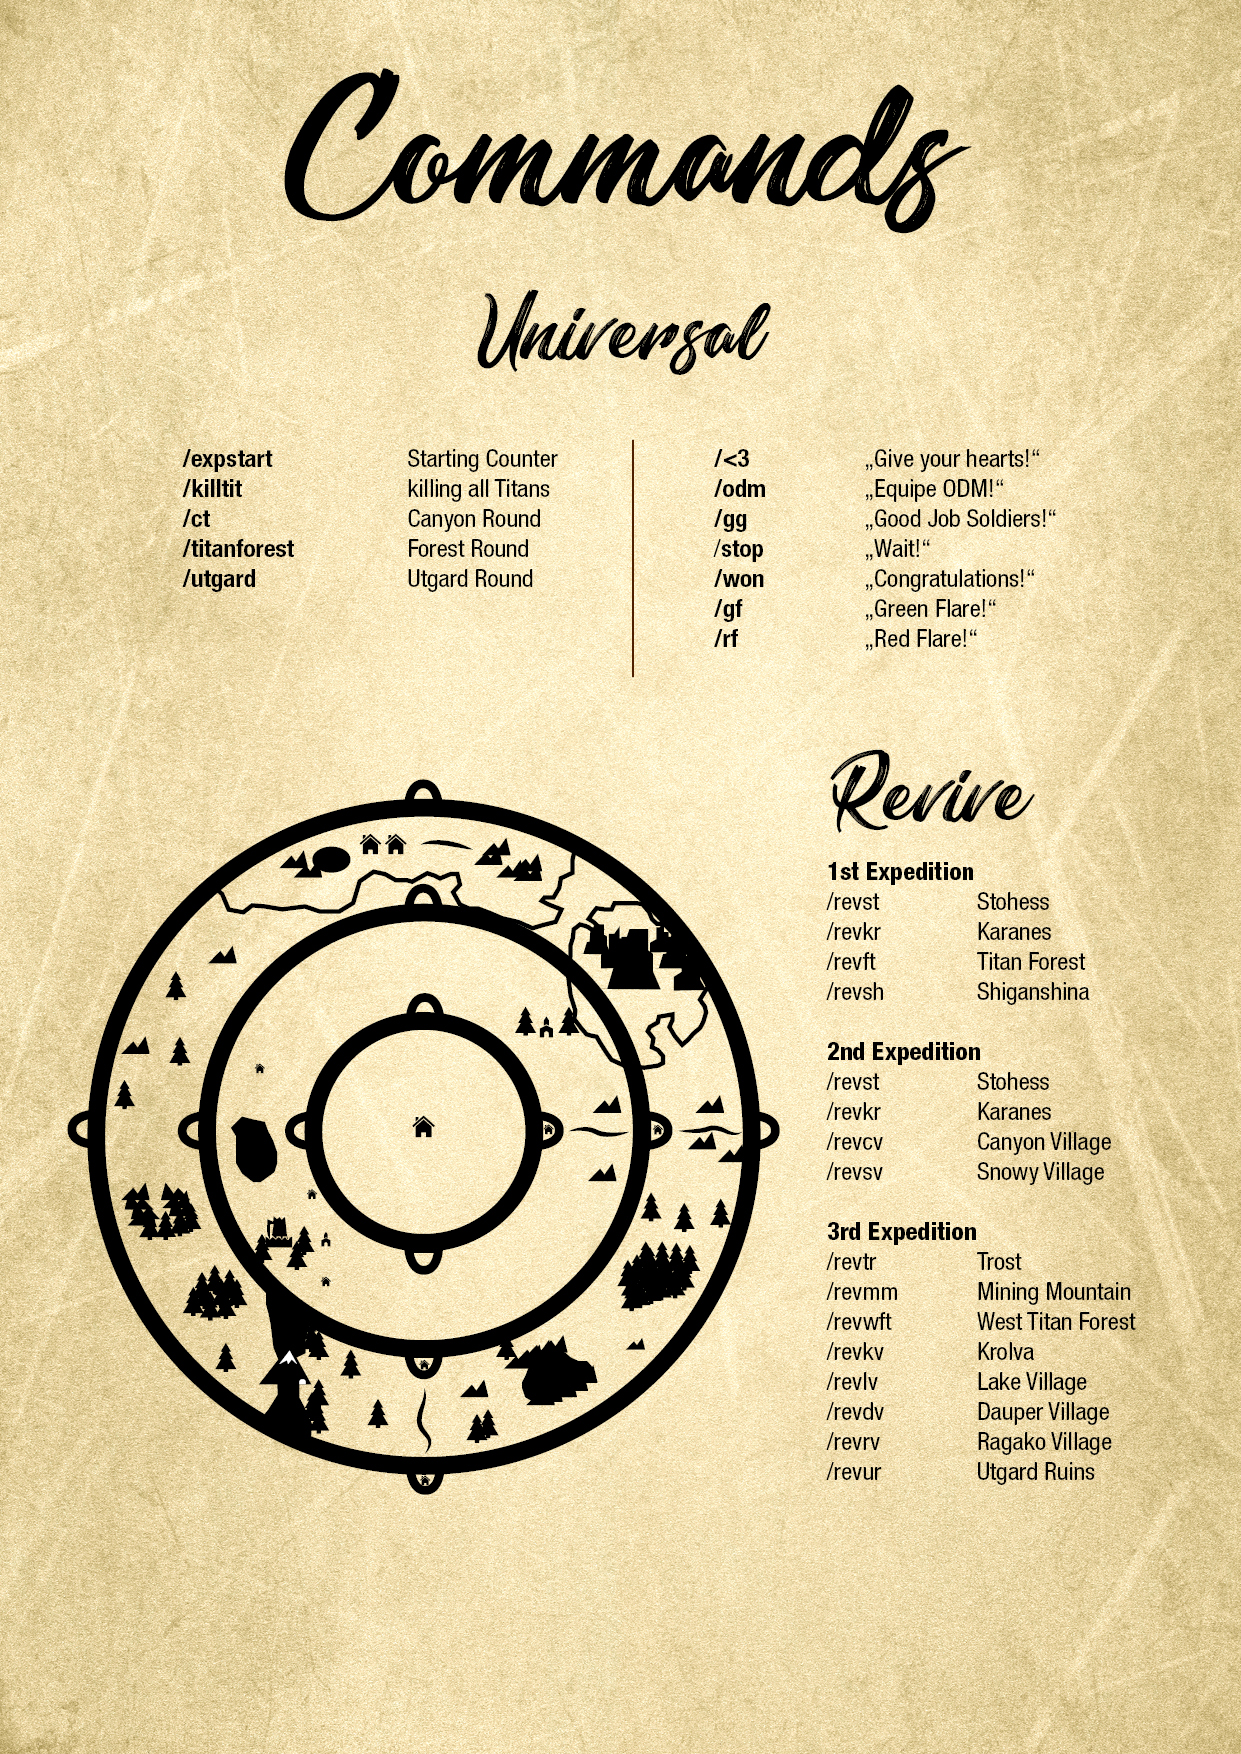 Commands
Universal
/expstart Starting Counter
/killtit killing all Titans
/ct Canyon Round
/titanforest Forest Round
/utgard Utgard Round
/<3 „Give your hearts!“
/odm „Equipe ODM!“
/gg „Good Job Soldiers!“
/stop „Wait!“
/won „Congratulations!“
/gf „Green Flare!“
/rf „Red Flare!“
Revive
1st Expedition
/revst Stohess
/revkr Karanes
/revft Titan Forest
/revsh Shiganshina
2nd Expedition
/revst Stohess
/revkr Karanes
/revcv Canyon Village
/revsv Snowy Village
3rd Expedition
/revtr Trost
/revmm Mining Mountain
/revwft West Titan Forest
/revkv Krolva
/revlv Lake Village
/revdv Dauper Village
/revrv Ragako Village
/revur Utgard Ruins